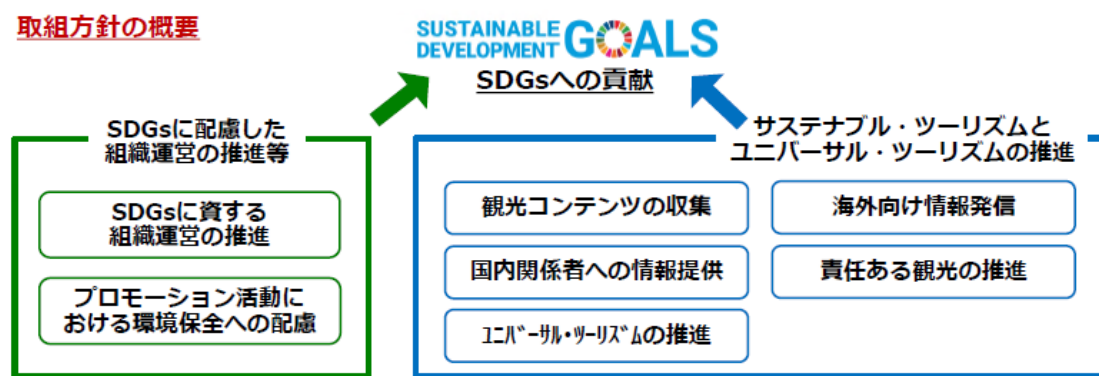 取組方針の概要
SUSTAINABLE
DEVELOPMENT
GOALS
SDGsへの貢献
SDGsに配慮した
組織運営の推進等
SDGsに資する
組織運営の推進
プロモーション活動に
おける環境保全への配慮
サステナブル・ツーリズムと
ユニバーサル・ツーリズムの推進
観光コンテンツの収集
海外向け情報発信
国内関係者への情報提供
責任ある観光の推進
ﾕﾆﾊﾞｰｻﾙ・ﾂｰﾘｽﾞﾑの推進